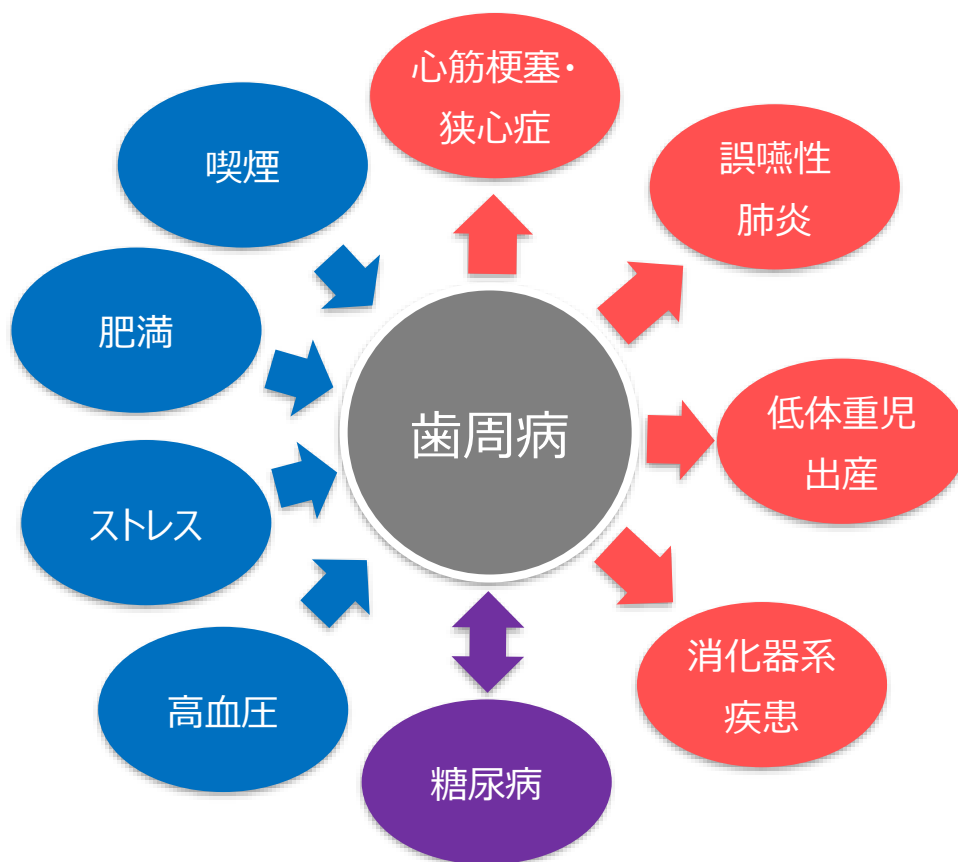 心筋梗塞・
狭心症
喫煙
誤嚥性
肺炎
肥満
歯周病
低体重児
出産
ストレス
消化器系
疾患
高血圧
糖尿病